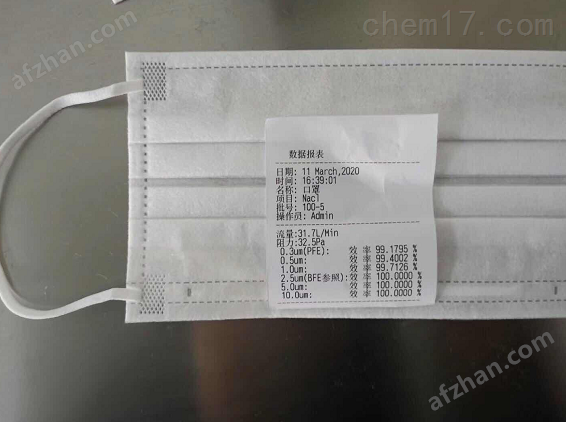 chem17.com
afzhan.com
数据报表
日期: 11 March,2020
时间: 16:39:01
名称: 口罩
项目: Nacl
批号: 100-5
操作员: Admin
流量:31.7L/Min
阻力:32.5Pa
0.3um(PFE): 效 率 99.1795 %
0.5um: 效 率 99.4002 %
1.0um: 效 率 99.7126 %
2.5um(BFE参照): 效 率 100.0000 %
5.0um: 效 率 100.0000 %
10.0um: 效 率 100.0000 %
afzhan.com